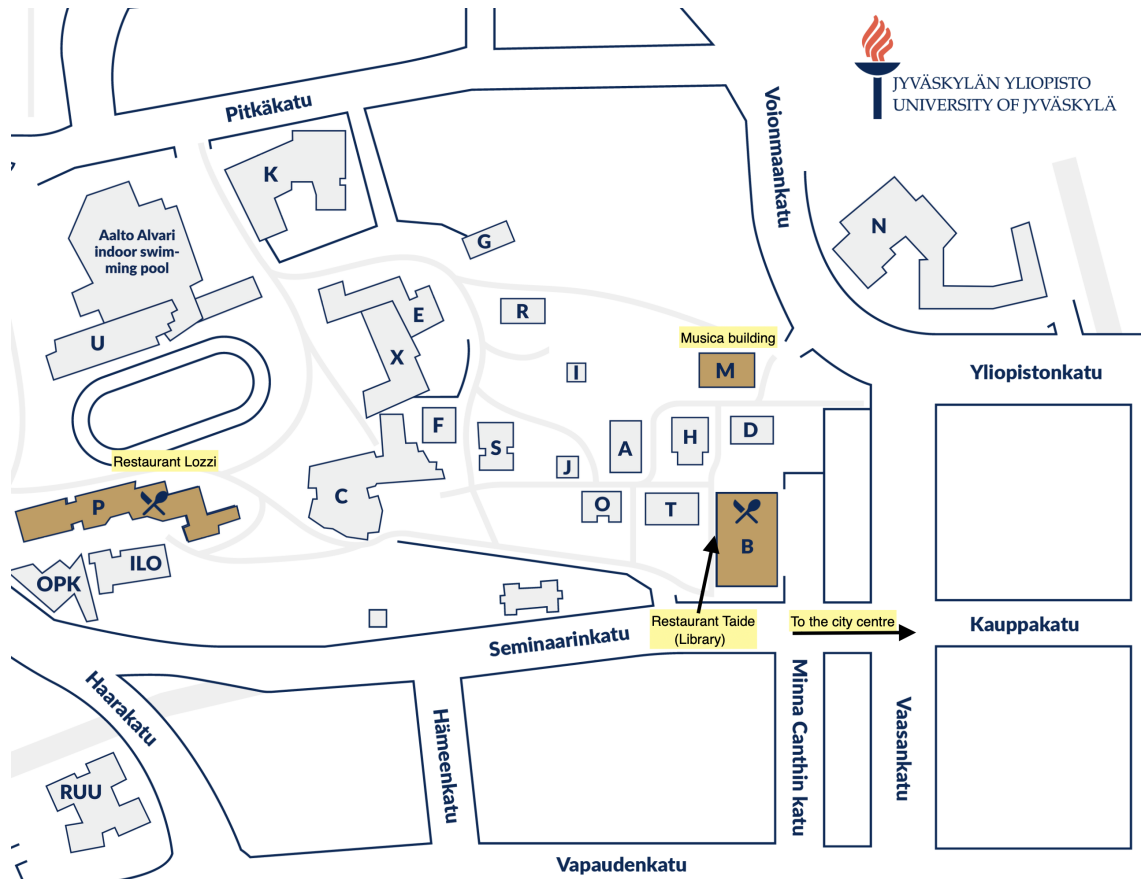 JYVÄSKYLÄN YLIOPISTO
UNIVERSITY OF JYVÄSKYLÄ
Pitkäkatu
Voionmaankatu
K
N
G
Aalto Alvari
indoor swim-
ming pool
R
E
U
X
I
Musica building
M
Yliopistonkatu
F
S
A
H
D
Restaurant Lozzi
J
P
C
O
T
B
ILO
OPK
Restaurant Taide
(Library)
To the city centre
Kauppakatu
Seminaarinkatu
Haarakatu
Hämeenkatu
Minna Canthin katu
Vaasankatu
RUU
Vapaudenkatu